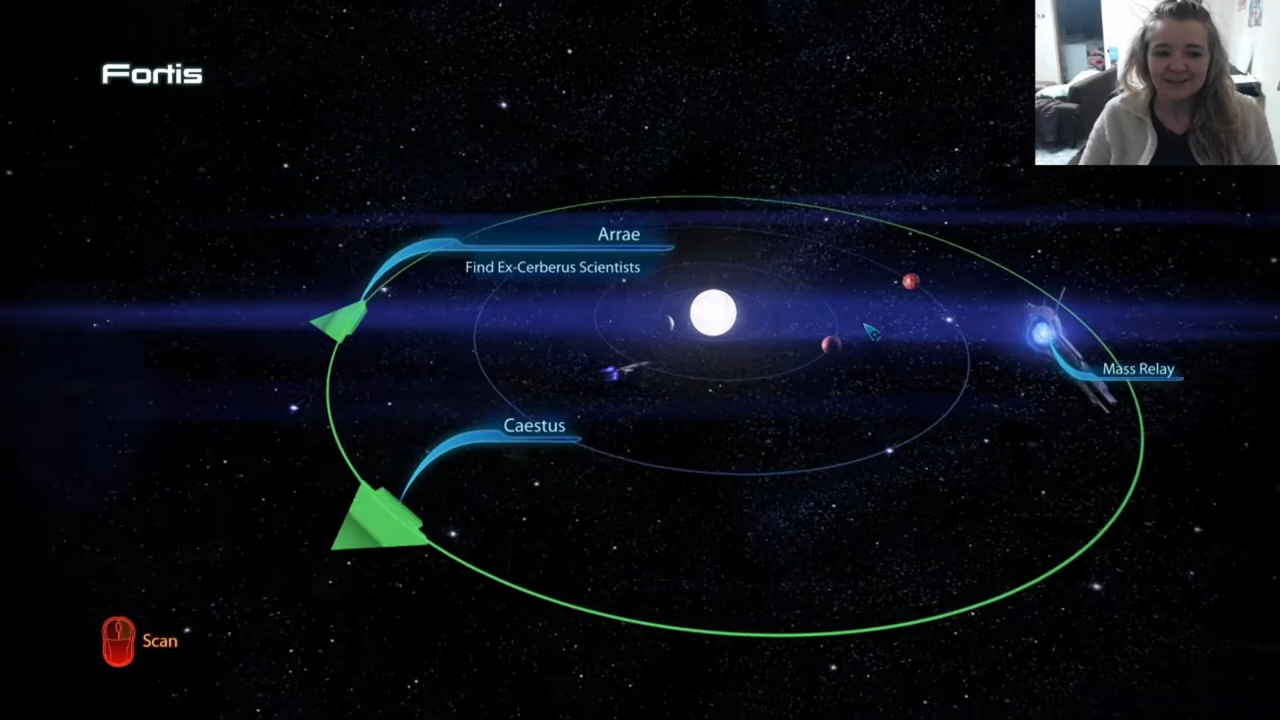 Fortis
Arrae
Find Ex-Cerberus Scientists
Mass Relay
Caestus
Scan